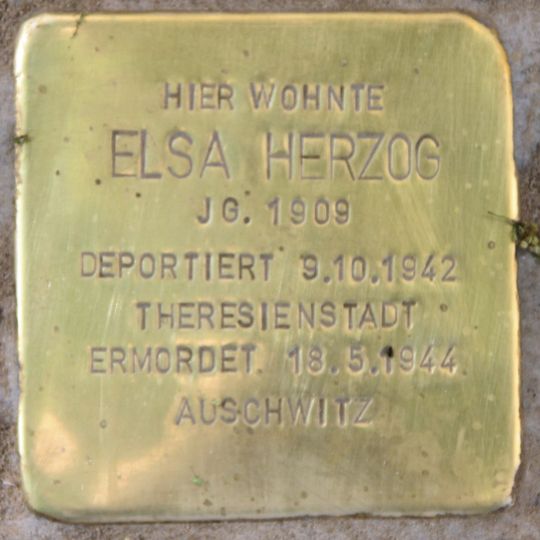 HIER WOHNTE
ELSA HERZOG
JG. 1909
DEPORTIERT 9.10.1942
THERESIENSTADT
ERMORDET 18.5.1944
AUSCHWITZ